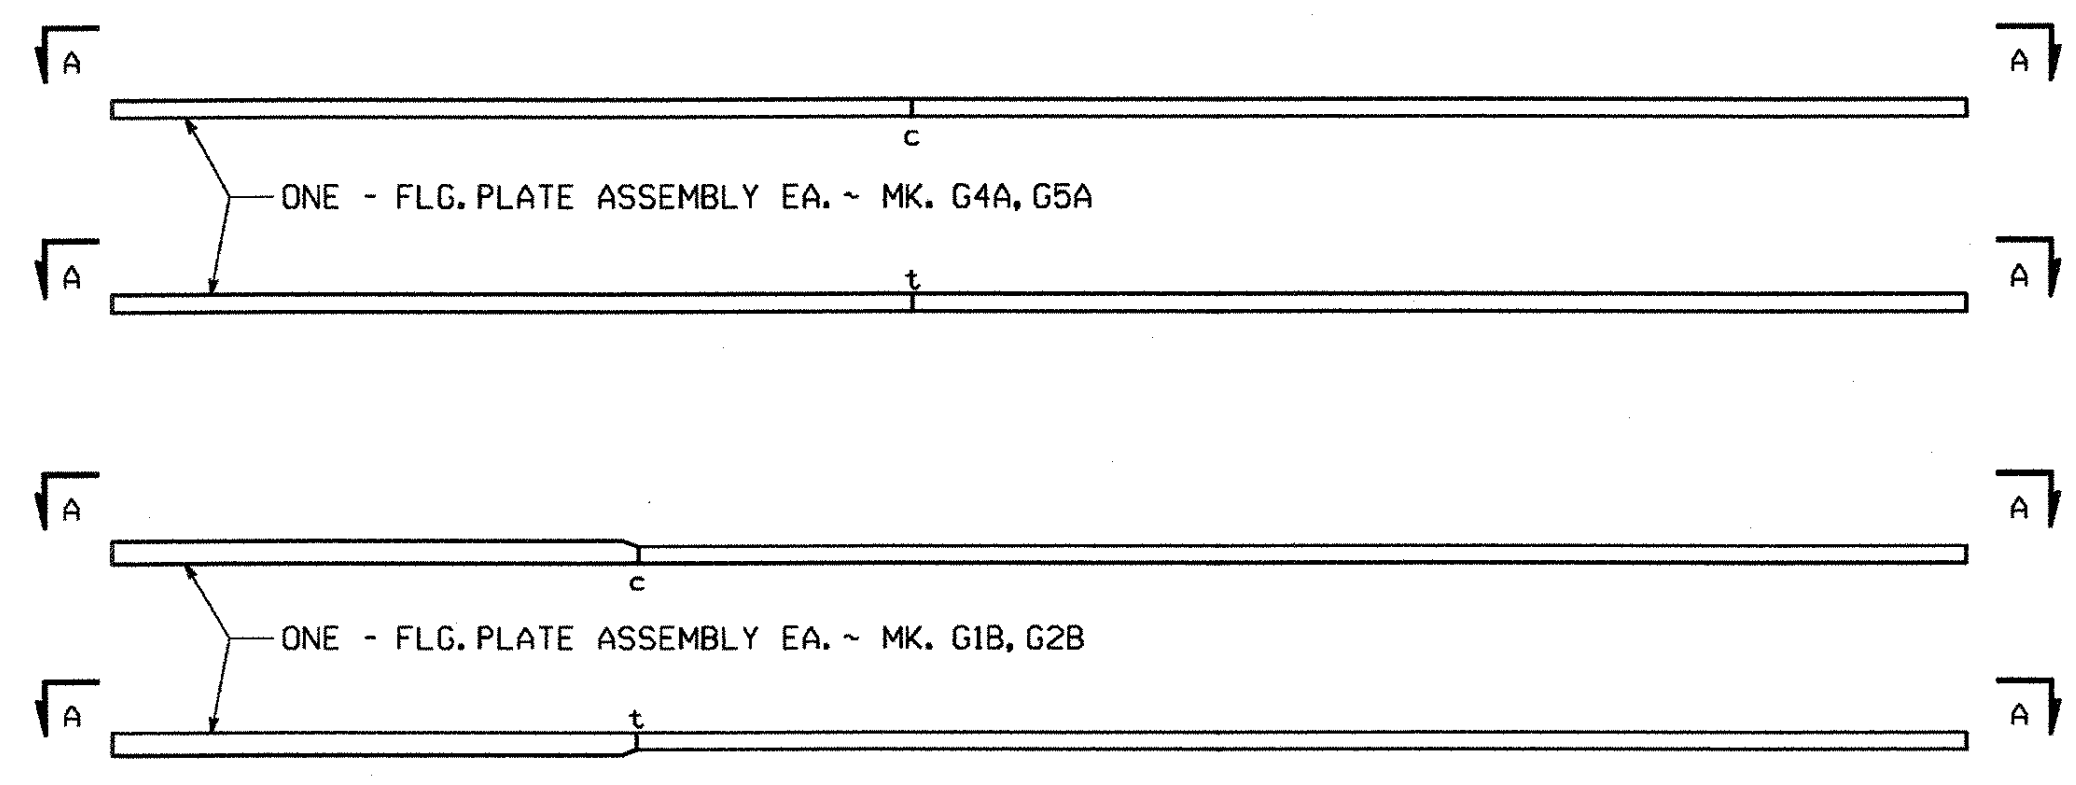 A A
c
ONE - FLG. PLATE ASSEMBLY EA. ~ MK. G4A, G5A
A A
t
A A
c
ONE - FLG. PLATE ASSEMBLY EA. ~ MK. G1B, G2B
A A
t